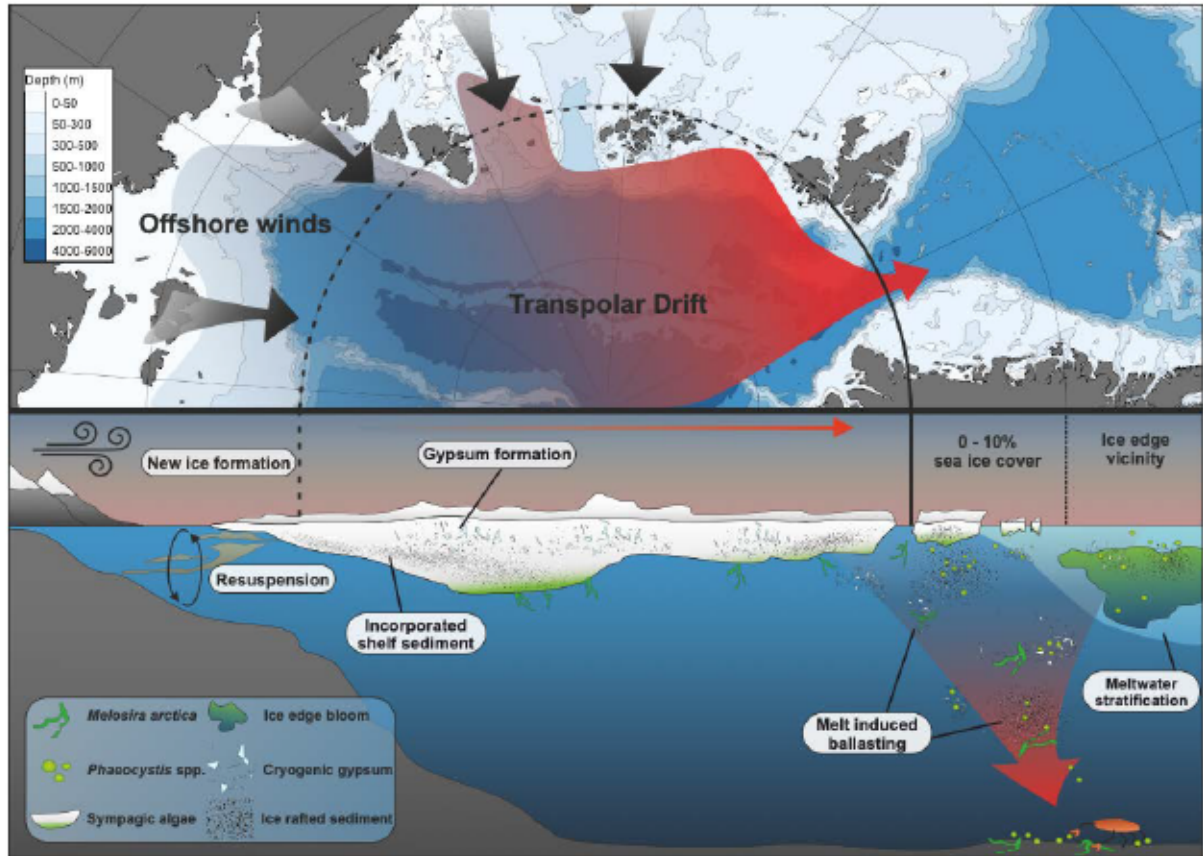 Depth (m)
0-50
50-300
300-500
500-1000
1000-1500
1500-2000
2000-4000
4000-6000
Offshore winds
Transpolar Drift
New ice formation
Gypsum formation
0 - 10%
sea ice cover
Ice edge
vicinity
Resuspension
Incorporated
shelf sediment
Melt induced
ballasting
Meltwater
stratification
Melosira arctica
Ice edge bloom
Phaeocystis spp.
Cryogenic gypsum
Sympagic algae
Ice rafted sediment